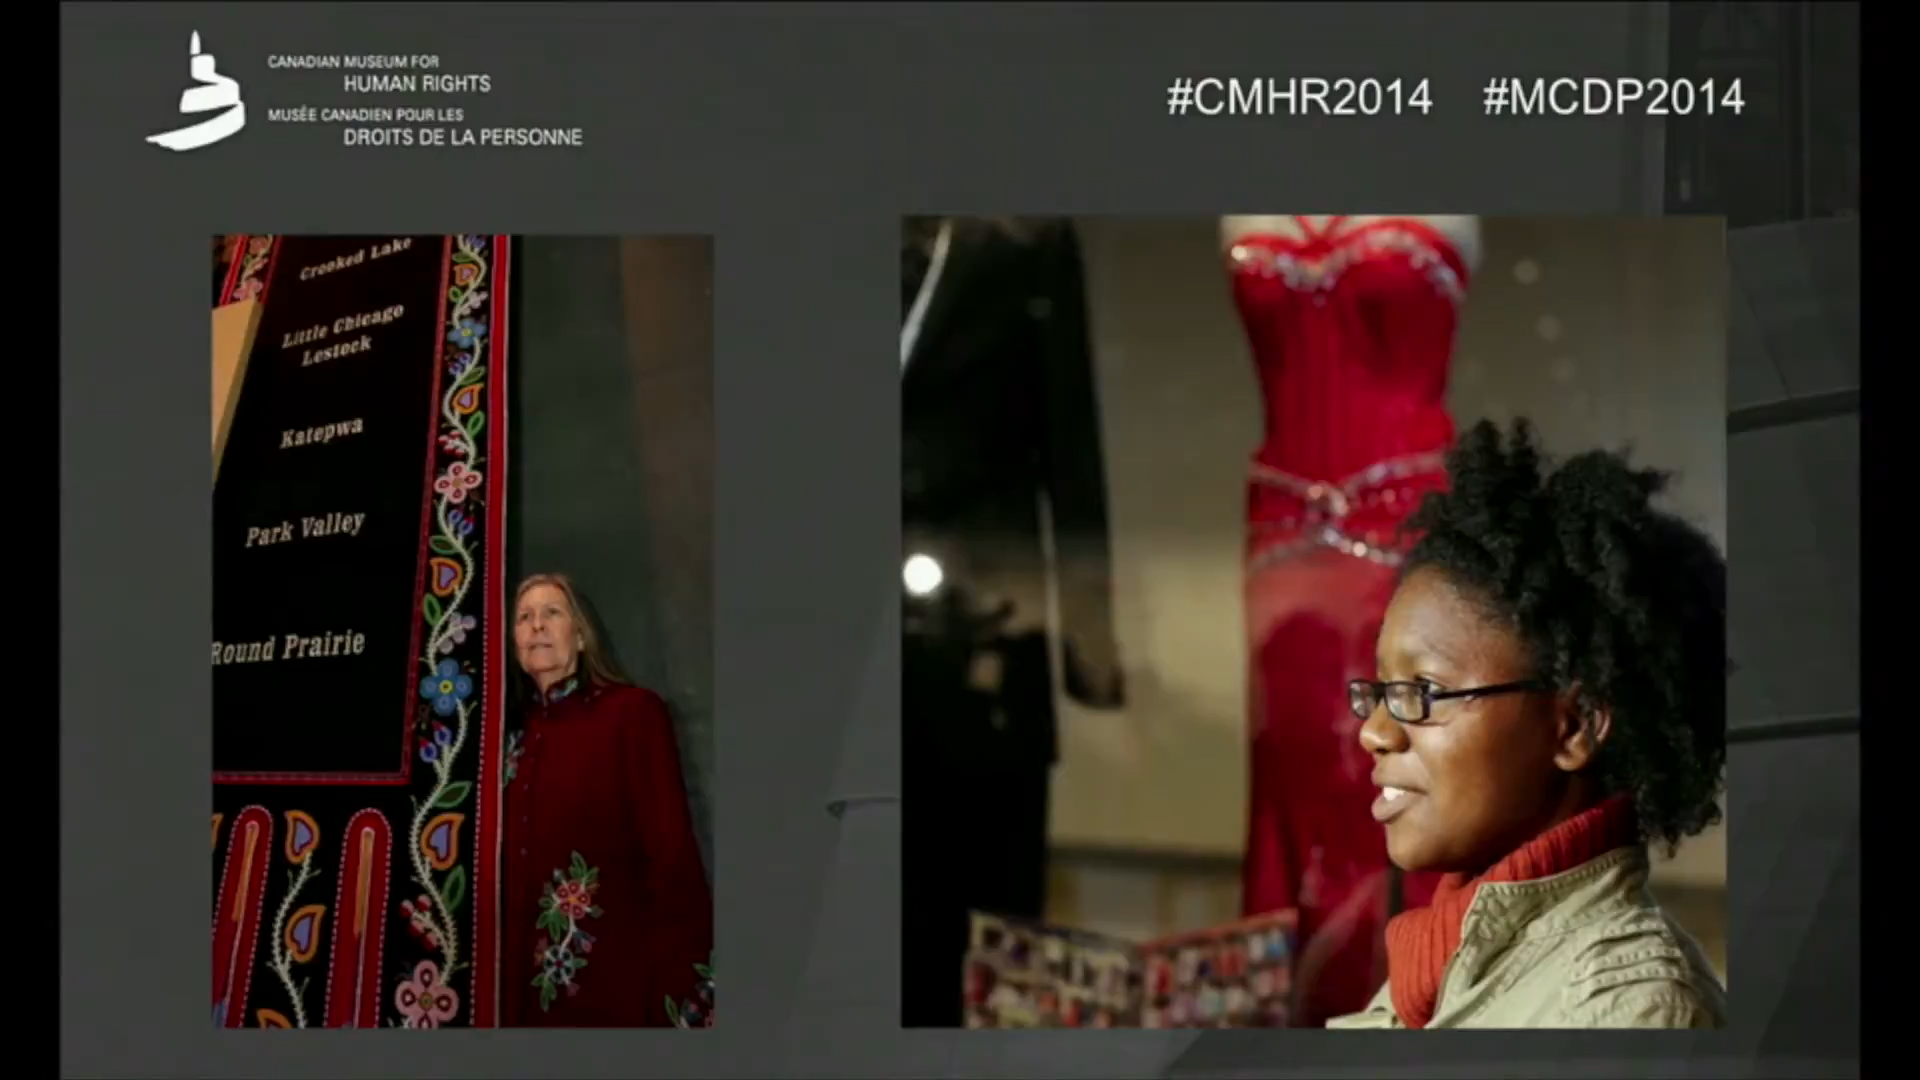 CANADIAN MUSEUM FOR
HUMAN RIGHTS
MUSÉE CANADIEN POUR LES
DROITS DE LA PERSONNE
#CMHR2014 #MCDP2014
Crooked Lake
Little Chicago
Lestock
Katepwa
Park Valley
Round Prairie